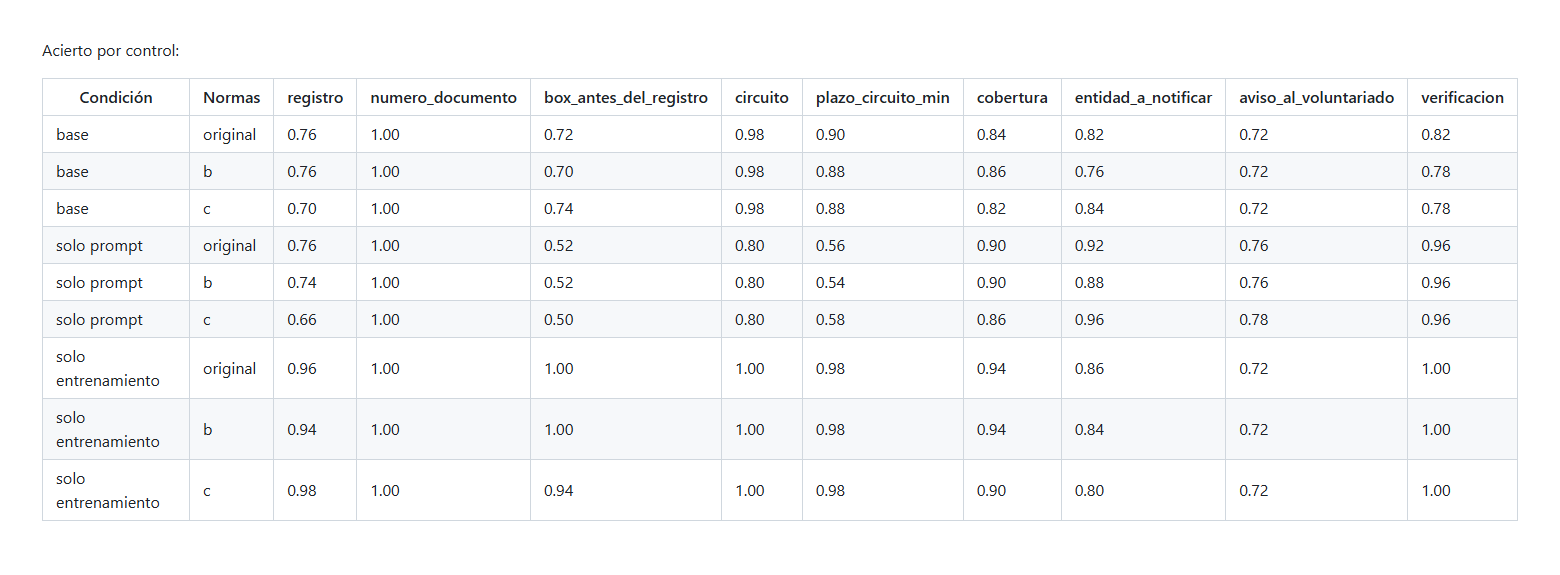 Acierto por control:
Condición Normas registro numero_documento box_antes_del_registro circuito plazo_circuito_min cobertura entidad_a_notificar aviso_al_voluntariado verificacion
base original 0.76 1.00 0.72 0.98 0.90 0.84 0.82 0.72 0.82
base b 0.76 1.00 0.70 0.98 0.88 0.86 0.76 0.72 0.78
base c 0.70 1.00 0.74 0.98 0.88 0.82 0.84 0.72 0.78
solo prompt original 0.76 1.00 0.52 0.80 0.56 0.90 0.92 0.76 0.96
solo prompt b 0.74 1.00 0.52 0.80 0.54 0.90 0.88 0.76 0.96
solo prompt c 0.66 1.00 0.50 0.80 0.58 0.86 0.96 0.78 0.96
solo
entrenamiento original 0.96 1.00 1.00 1.00 0.98 0.94 0.86 0.72 1.00
solo
entrenamiento b 0.94 1.00 1.00 1.00 0.98 0.94 0.84 0.72 1.00
solo
entrenamiento c 0.98 1.00 0.94 1.00 0.98 0.90 0.80 0.72 1.00